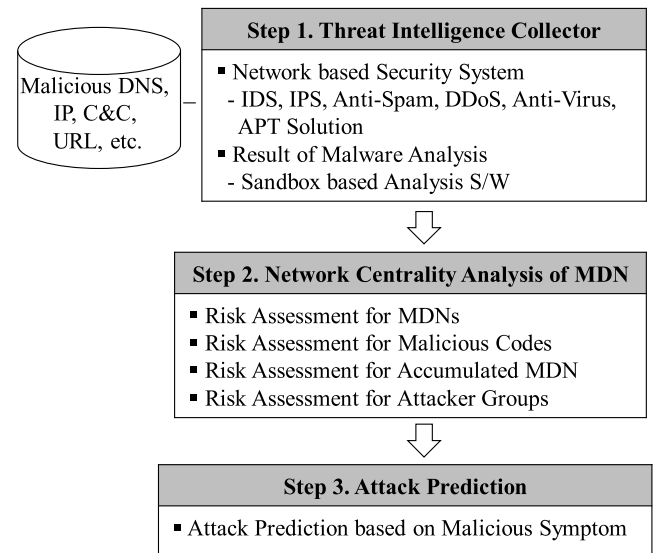 Malicious DNS,
IP, C&C,
URL, etc.
Step 1. Threat Intelligence Collector
▪ Network based Security System
- IDS, IPS, Anti-Spam, DDoS, Anti-Virus,
APT Solution
▪ Result of Malware Analysis
- Sandbox based Analysis S/W
Step 2. Network Centrality Analysis of MDN
▪ Risk Assessment for MDNs
▪ Risk Assessment for Malicious Codes
▪ Risk Assessment for Accumulated MDN
▪ Risk Assessment for Attacker Groups
Step 3. Attack Prediction
▪ Attack Prediction based on Malicious Symptom